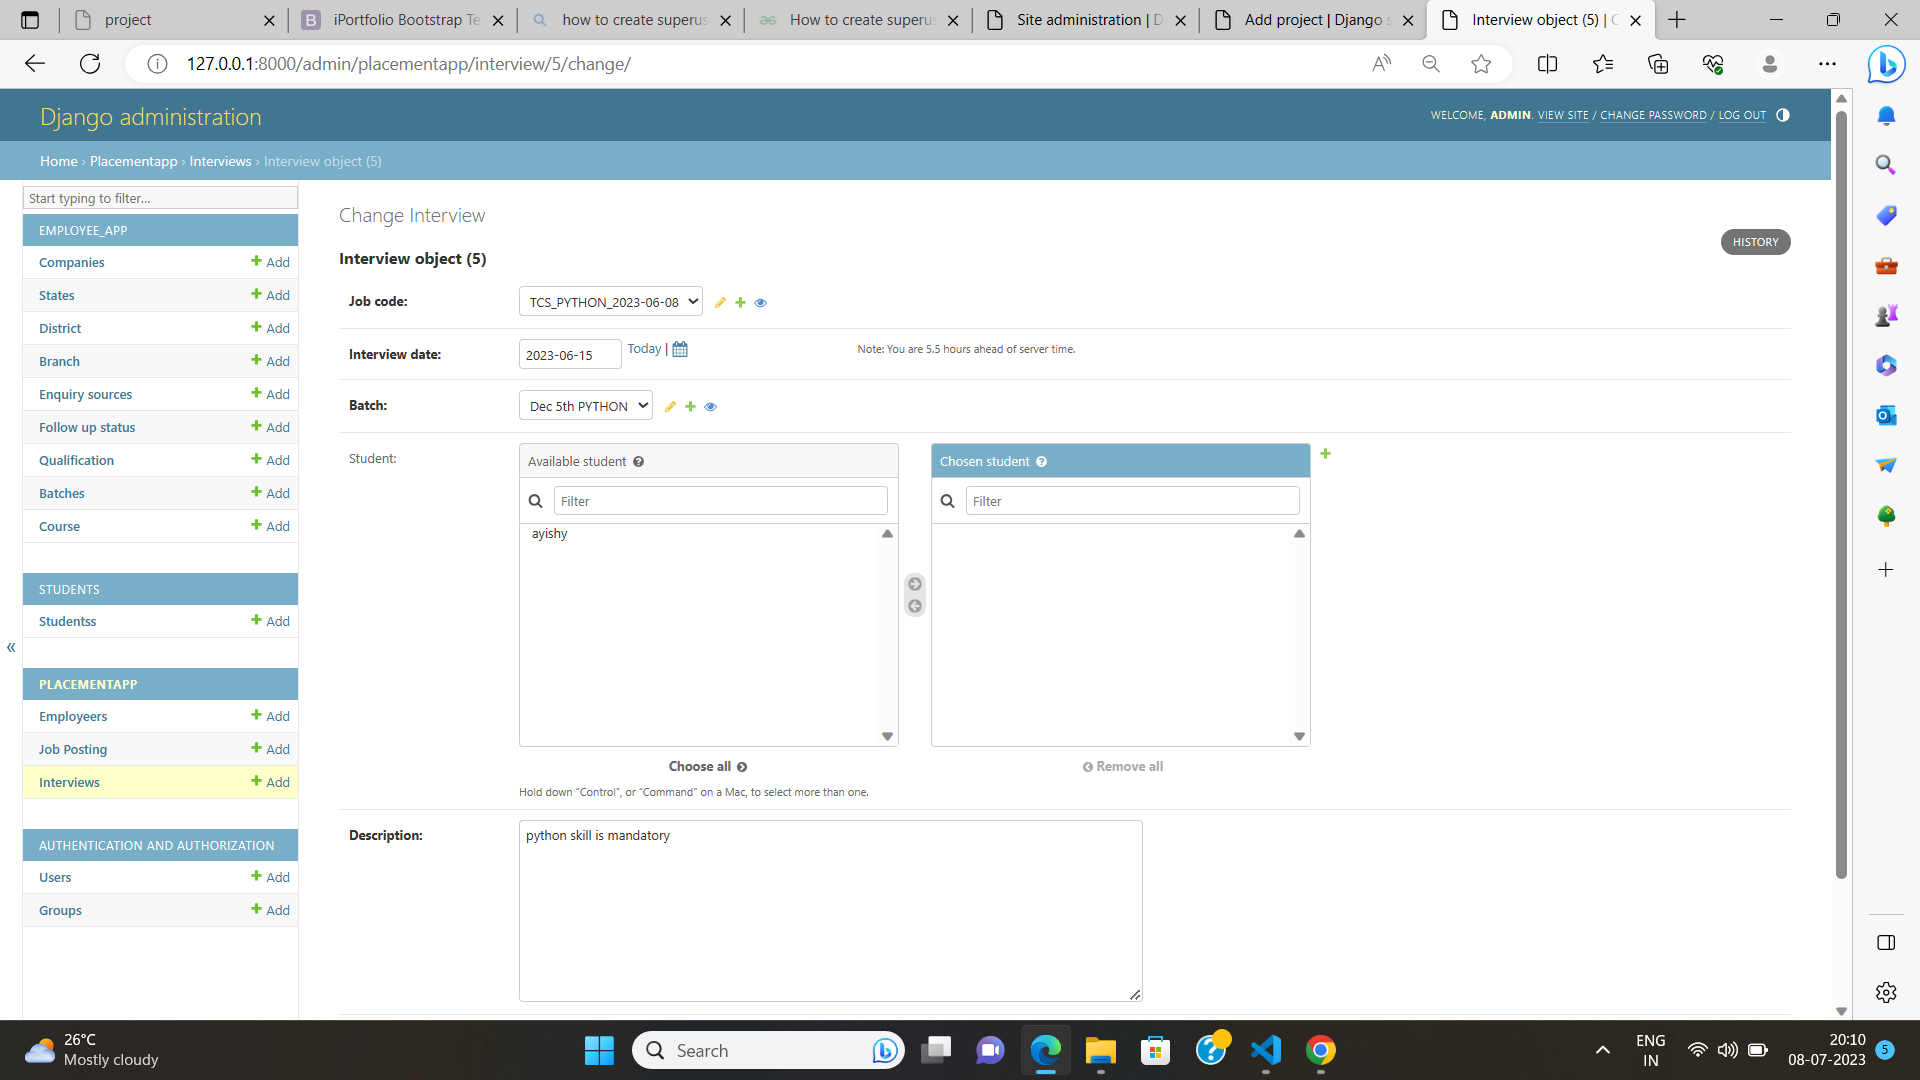 project
iPortfolio Bootstrap Te
how to create superus
How to create superus
Site administration | D
Add project | Django s
Interview object (5) | C
127.0.0.1:8000/admin/placementapp/interview/5/change/
Django administration
WELCOME, ADMIN. VIEW SITE / CHANGE PASSWORD / LOG OUT
Home › Placementapp › Interviews › Interview object (5)
Start typing to filter...
EMPLOYEE_APP
Companies Add
States Add
District Add
Branch Add
Enquiry sources Add
Follow up status Add
Qualification Add
Batches Add
Course Add
STUDENTS
Studentss Add
«
PLACEMENTAPP
Employeers Add
Job Posting Add
Interviews Add
AUTHENTICATION AND AUTHORIZATION
Users Add
Groups Add
Change Interview
HISTORY
Interview object (5)
Job code: TCS_PYTHON_2023-06-08
Interview date: 2023-06-15 Today | Note: You are 5.5 hours ahead of server time.
Batch: Dec 5th PYTHON
Student:
Available student
Filter
ayishy
Choose all
Chosen student
Filter
Remove all
Hold down “Control”, or “Command” on a Mac, to select more than one.
Description: python skill is mandatory
26°C
Mostly cloudy
Search
ENG
IN
20:10
08-07-2023
5